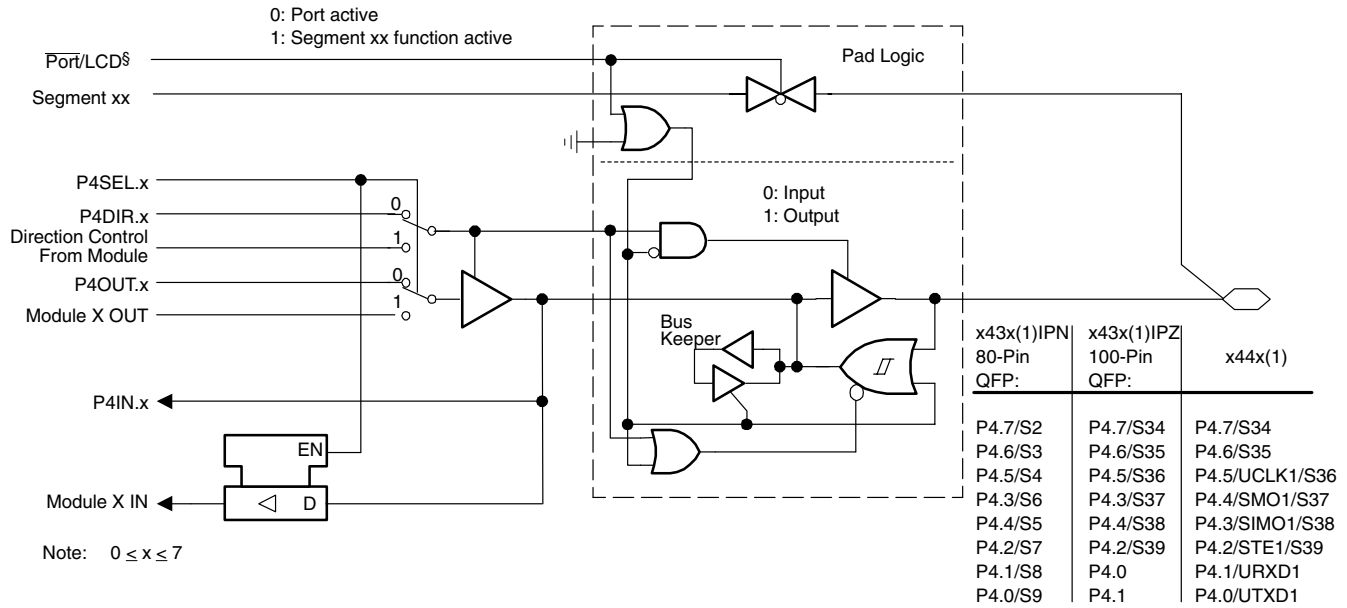 0: Port active
1: Segment xx function active
Port/LCD§
Pad Logic
Segment xx
P4SEL.x
0: Input
1: Output
0
P4DIR.x
Direction Control
From Module
1
P4OUT.x
0
Module X OUT
1
Bus
Keeper
P4IN.x
EN
Module X IN
D
Note: 0 ≤ x ≤ 7
x43x(1)IPN x43x(1)IPZ
80-Pin 100-Pin x44x(1)
QFP: QFP:
P4.7/S2 P4.7/S34 P4.7/S34
P4.6/S3 P4.6/S35 P4.6/S35
P4.5/S4 P4.5/S36 P4.5/UCLK1/S36
P4.3/S6 P4.3/S37 P4.4/SMO1/S37
P4.4/S5 P4.4/S38 P4.3/SIMO1/S38
P4.2/S7 P4.2/S39 P4.2/STE1/S39
P4.1/S8 P4.0 P4.1/URXD1
P4.0/S9 P4.1 P4.0/UTXD1